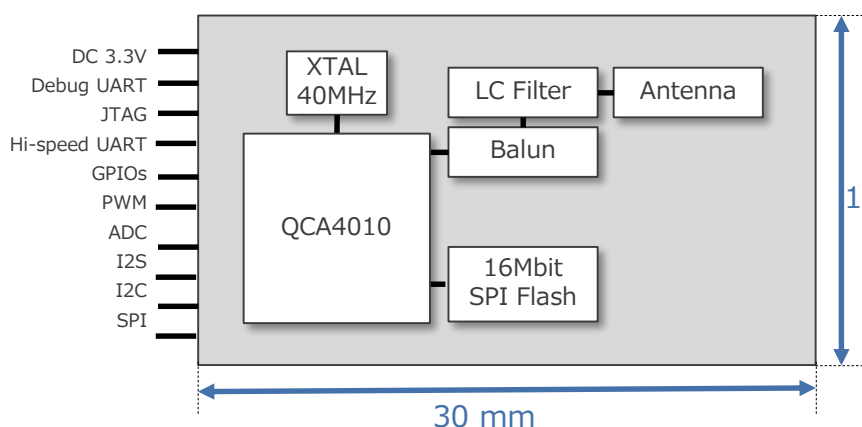 DC 3.3V
Debug UART
JTAG
Hi-speed UART
GPIOs
PWM
ADC
I2S
I2C
SPI
XTAL
40MHz
LC Filter
Antenna
Balun
QCA4010
16Mbit
SPI Flash
1
30 mm